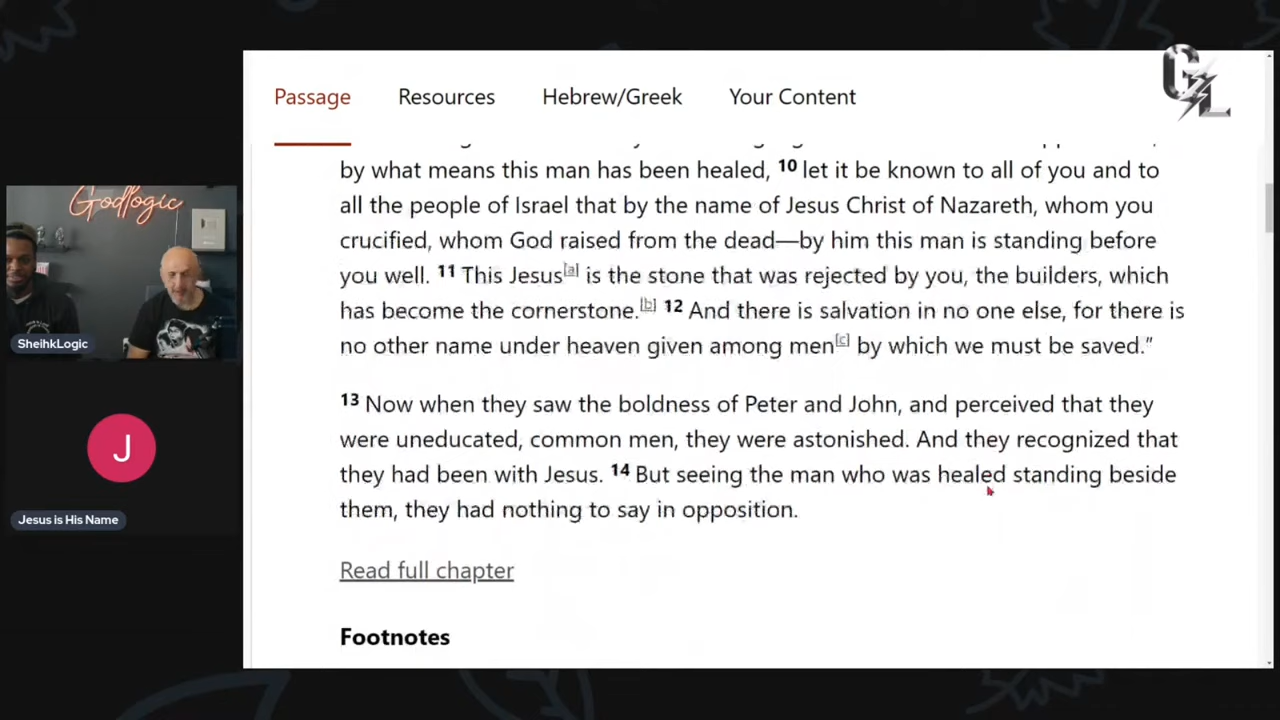 GL
Passage
Resources
Hebrew/Greek
Your Content
by what means this man has been healed, 10 let it be known to all of you and to
all the people of Israel that by the name of Jesus Christ of Nazareth, whom you
crucified, whom God raised from the dead—by him this man is standing before
you well. 11 This Jesus[a] is the stone that was rejected by you, the builders, which
has become the cornerstone.[b] 12 And there is salvation in no one else, for there is
no other name under heaven given among men[c] by which we must be saved.”
13 Now when they saw the boldness of Peter and John, and perceived that they
were uneducated, common men, they were astonished. And they recognized that
they had been with Jesus. 14 But seeing the man who was healed standing beside
them, they had nothing to say in opposition.
Read full chapter
Footnotes
Godlogic
SheihkLogic
J
Jesus is His Name